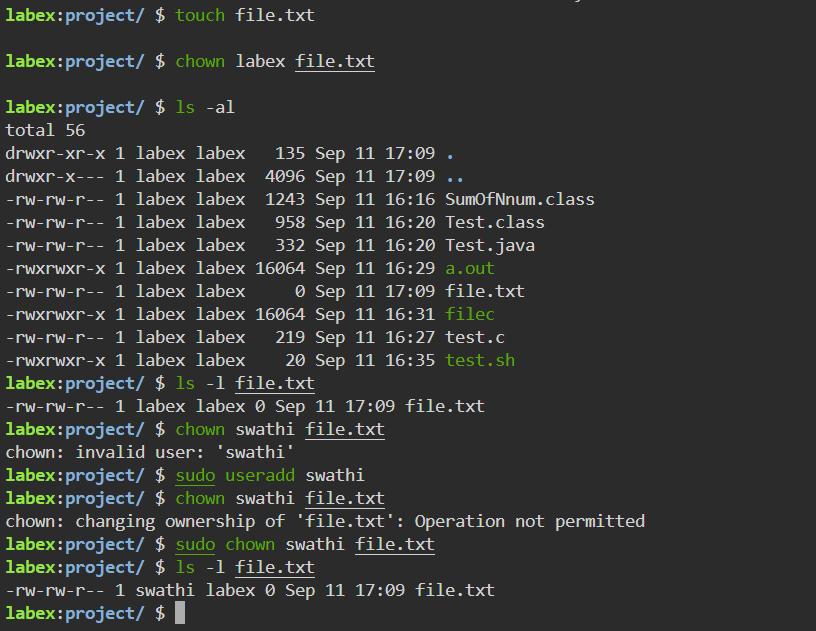 labex:project/ $ touch file.txt
labex:project/ $ chown labex file.txt
labex:project/ $ ls -al
total 56
drwxr-xr-x 1 labex labex   135 Sep 11 17:09 .
drwxr-x--- 1 labex labex  4096 Sep 11 17:09 ..
-rw-rw-r-- 1 labex labex  1243 Sep 11 16:16 SumOfNnum.class
-rw-rw-r-- 1 labex labex   958 Sep 11 16:20 Test.class
-rw-rw-r-- 1 labex labex   332 Sep 11 16:20 Test.java
-rwxrwxr-x 1 labex labex 16064 Sep 11 16:29 a.out
-rw-rw-r-- 1 labex labex     0 Sep 11 17:09 file.txt
-rwxrwxr-x 1 labex labex 16064 Sep 11 16:31 filec
-rw-rw-r-- 1 labex labex   219 Sep 11 16:27 test.c
-rwxrwxr-x 1 labex labex    20 Sep 11 16:35 test.sh
labex:project/ $ ls -l file.txt
-rw-rw-r-- 1 labex labex 0 Sep 11 17:09 file.txt
labex:project/ $ chown swathi file.txt
chown: invalid user: 'swathi'
labex:project/ $ sudo useradd swathi
labex:project/ $ chown swathi file.txt
chown: changing ownership of 'file.txt': Operation not permitted
labex:project/ $ sudo chown swathi file.txt
labex:project/ $ ls -l file.txt
-rw-rw-r-- 1 swathi labex 0 Sep 11 17:09 file.txt
labex:project/ $